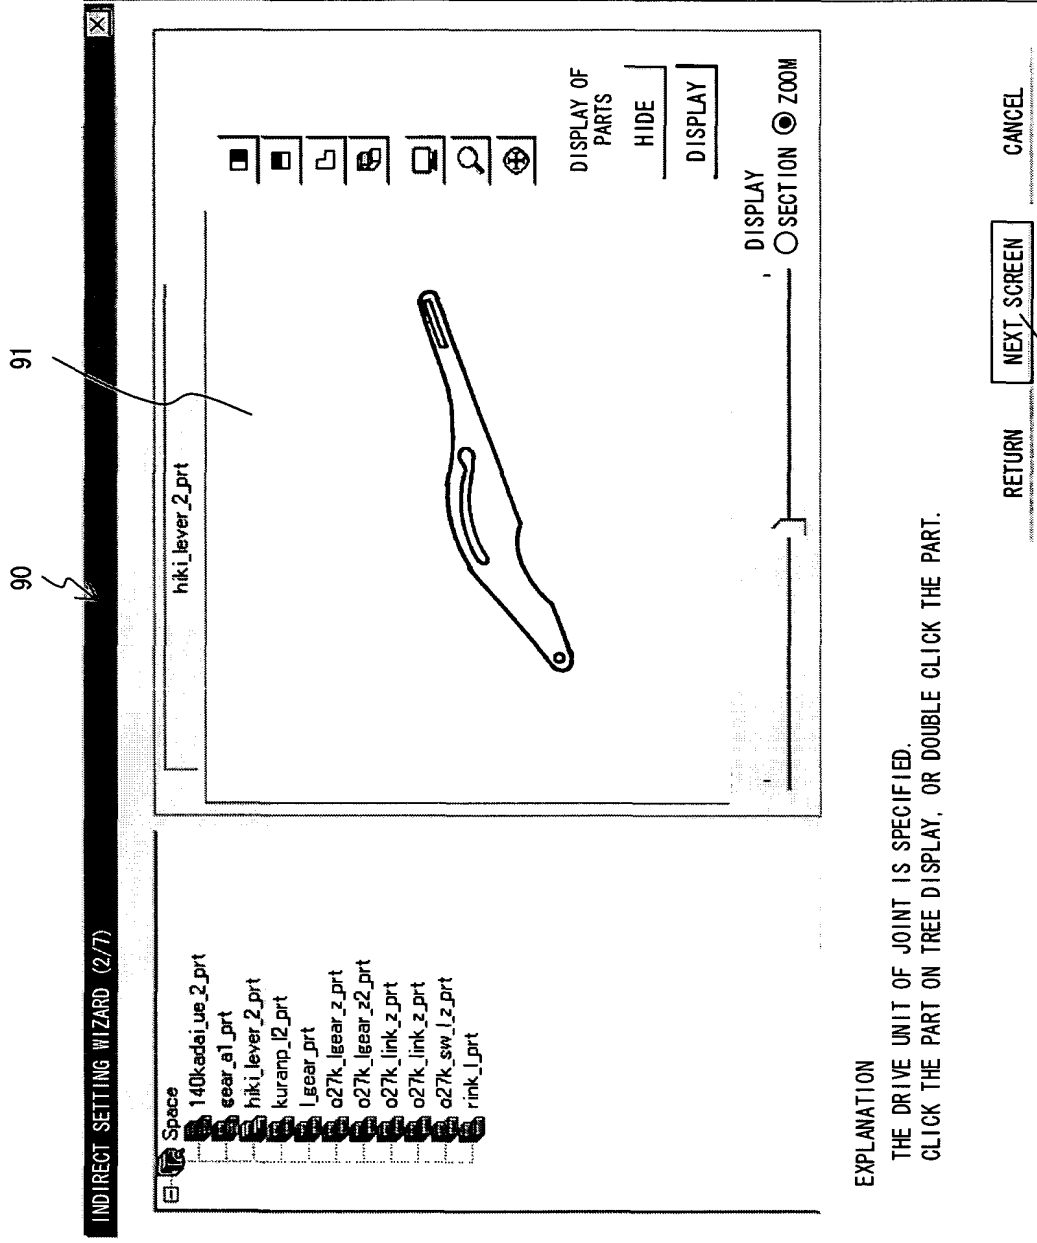 90
91
INDIRECT SETTING WIZARD (2/7)
Space
140kadai_ue_2_prt
gear_a1_prt
hiki_lever_2_prt
kuranp_l2_prt
l_gear_prt
o27k_lgear_z_prt
o27k_lgear_z2_prt
o27k_link_z_prt
o27k_link_z_prt
o27k_sw_l_z_prt
rink_l_prt
hiki_lever_2_prt
DISPLAY OF
PARTS
HIDE
DISPLAY
DISPLAY
SECTION ZOOM
EXPLANATION
THE DRIVE UNIT OF JOINT IS SPECIFIED.
CLICK THE PART ON TREE DISPLAY, OR DOUBLE CLICK THE PART.
RETURN
NEXT SCREEN
CANCEL